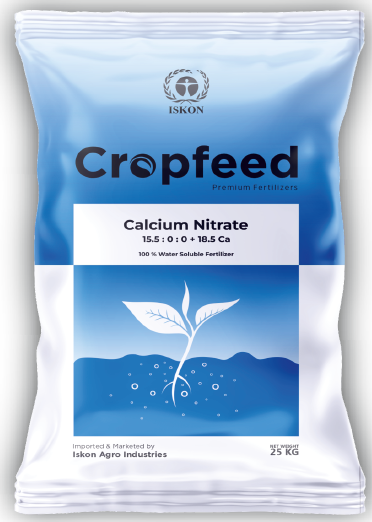 ISKON
Cropfeed
Premium Fertilizers
Calcium Nitrate
15.5 : 0 : 0 + 18.5 Ca
100 % Water Soluble Fertilizer
Imported & Marketed by
Iskon Agro Industries
NET WEIGHT
25 KG